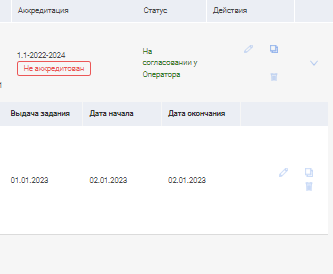 Аккредитация Статус Действия
1.1-2022-2024
Не аккредитован
На
согласовании у
Оператора
Выдача задания Дата начала Дата окончания
01.01.2023 02.01.2023 02.01.2023